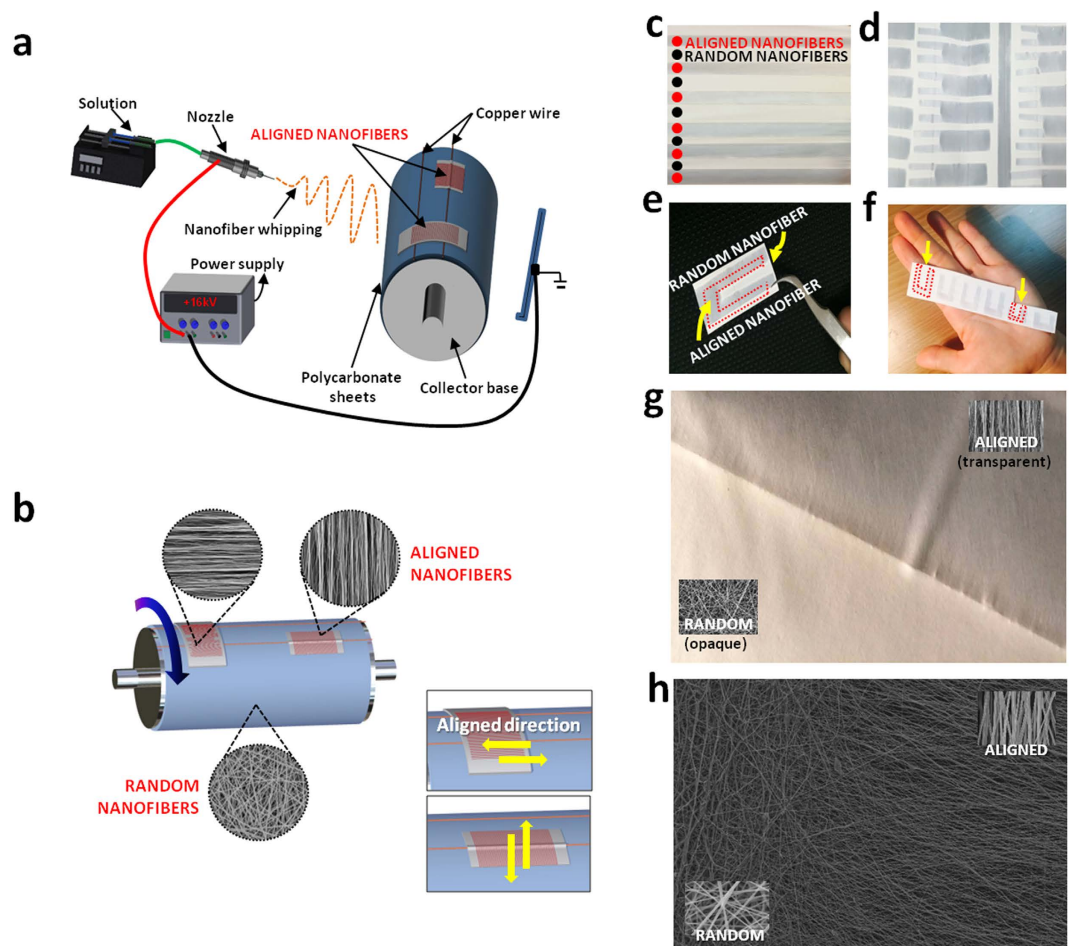 a
Solution
Nozzle
ALIGNED NANOFIBERS
Copper wire
Nanofiber whipping
Power supply
+16kV
Polycarbonate
sheets
Collector base
b
ALIGNED
NANOFIBERS
RANDOM
NANOFIBERS
Aligned direction
c
ALIGNED NANOFIBERS
RANDOM NANOFIBERS
d
e
RANDOM NANOFIBER
ALIGNED NANOFIBER
f
g
ALIGNED
(transparent)
RANDOM
(opaque)
h
ALIGNED
RANDOM